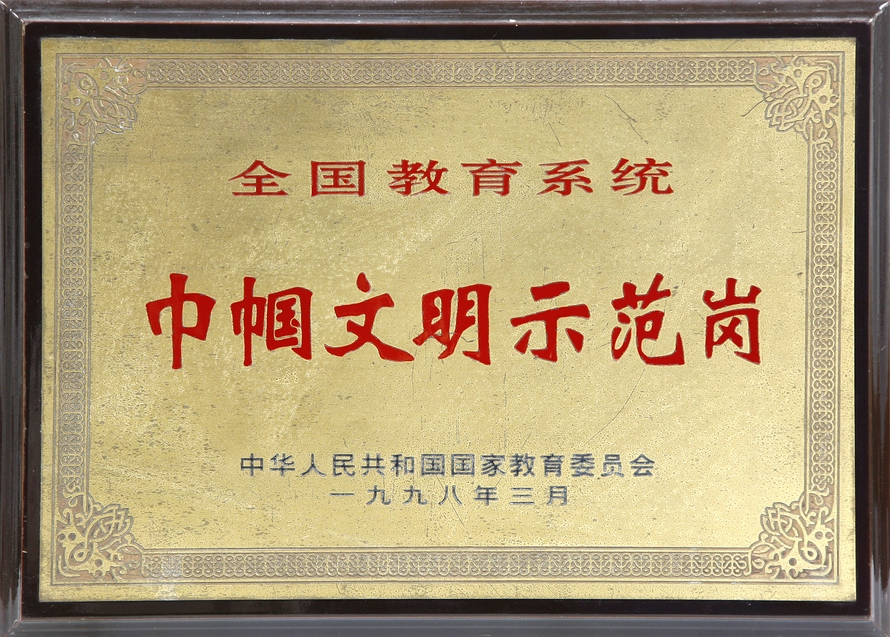 全国教育系统
巾帼文明示范岗
中华人民共和国国家教育委员会
一九九八年三月